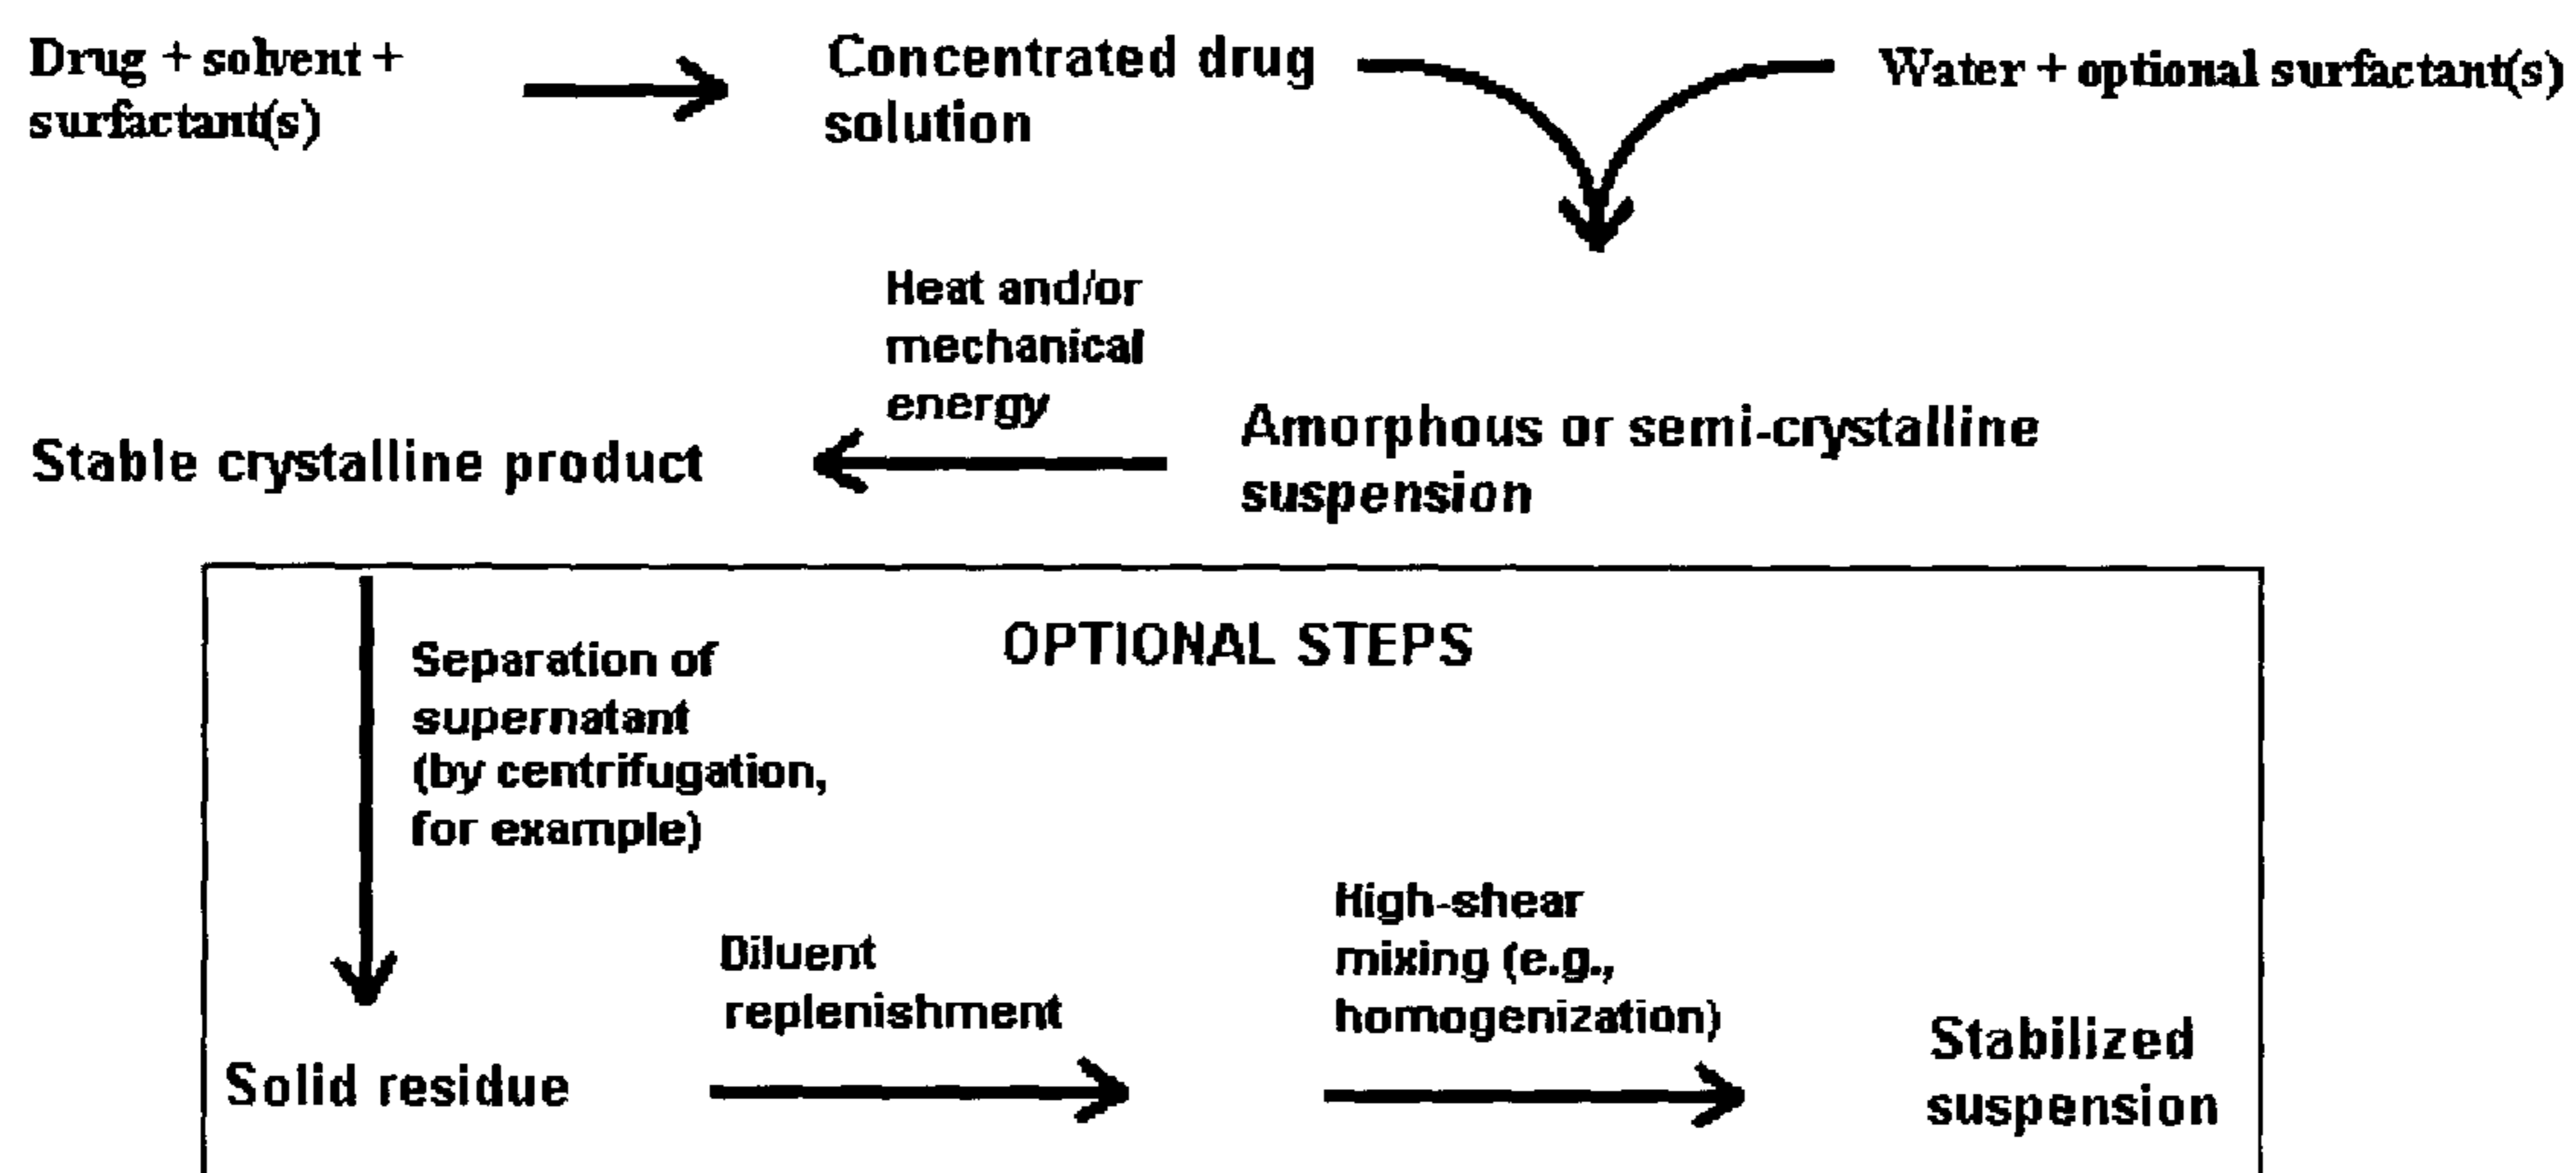 Drug + solvent +
surfactant(s)
Concentrated drug
solution
Water + optional surfactant(s)
Heat and/or
mechanical
energy
Stable crystalline product
Amorphous or semi-crystalline
suspension
OPTIONAL STEPS
Separation of
supernatant
(by centrifugation,
for example)
Solid residue
Diluent
replenishment
High-shear
mixing (e.g.,
homogenization)
Stabilized
suspension